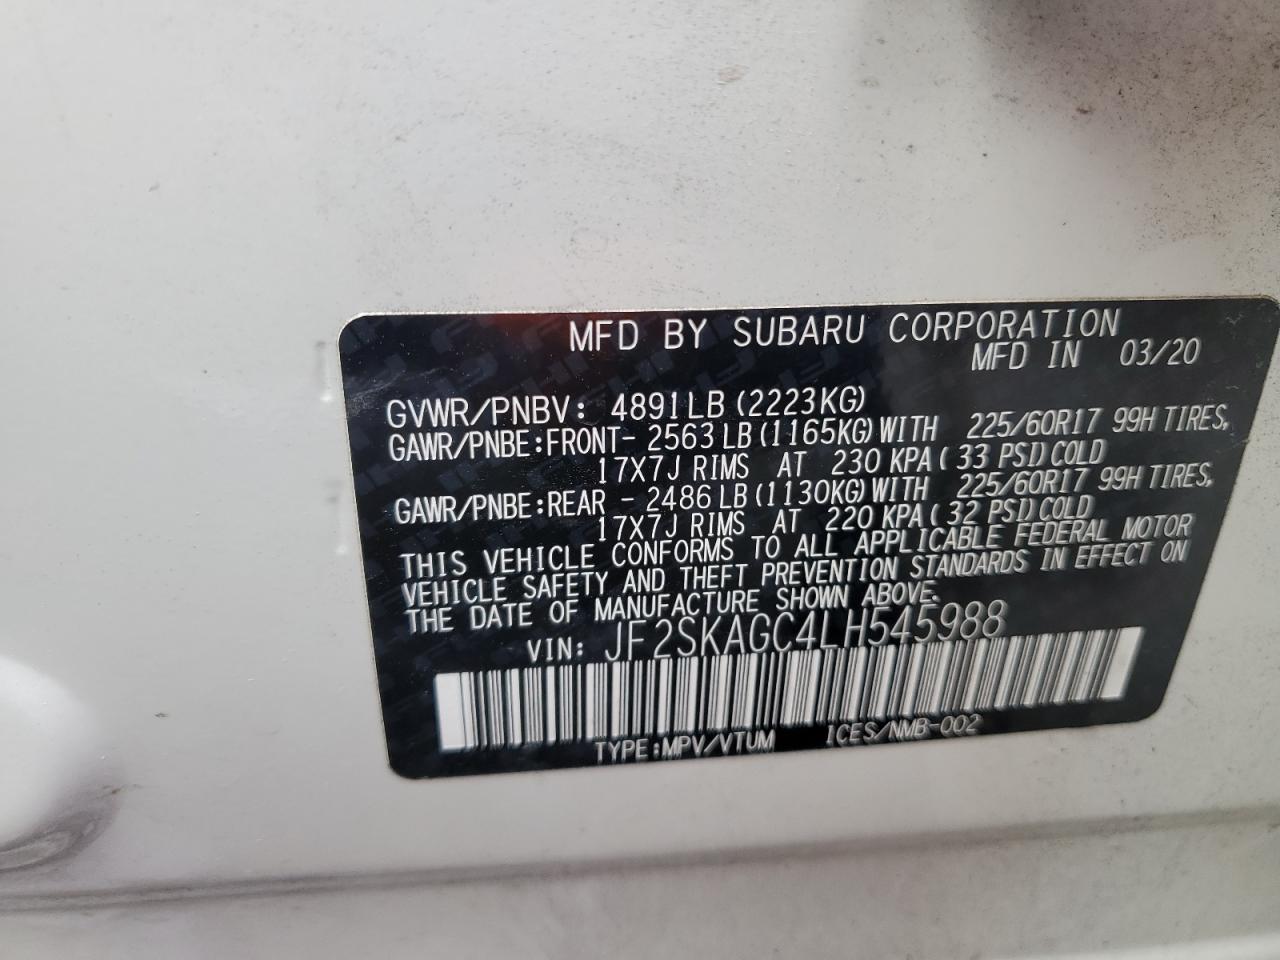 MFD BY SUBARU CORPORATION
MFD IN 03/20
GVWR/PNBV: 4891LB (2223KG)
GAWR/PNBE:FRONT- 2563LB (1165KG) WITH 225/60R17 99H TIRES,
17X7J RIMS AT 230 KPA ( 33 PSI) COLD
GAWR/PNBE:REAR - 2486LB (1130KG) WITH 225/60R17 99H TIRES,
17X7J RIMS AT 220 KPA ( 32 PSI) COLD
THIS VEHICLE CONFORMS TO ALL APPLICABLE FEDERAL MOTOR
VEHICLE SAFETY AND THEFT PREVENTION STANDARDS IN EFFECT ON
THE DATE OF MANUFACTURE SHOWN ABOVE.
VIN: JF2SKAGC4LH545988
TYPE:MPV/VTUM ICES/NMB-002